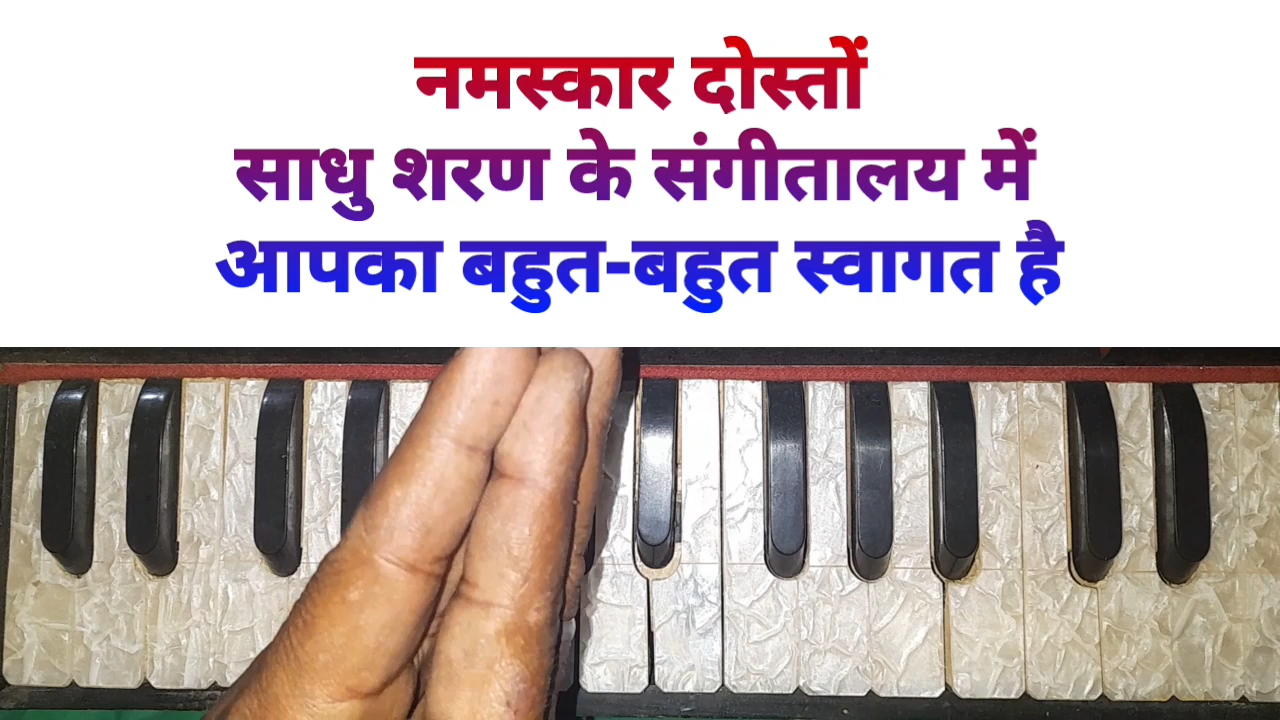 नमस्कार दोस्तों
साधु शरण के संगीतालय में
आपका बहुत-बहुत स्वागत है